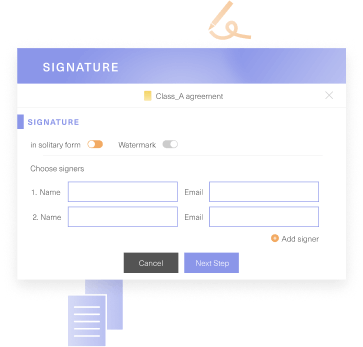 SIGNATURE
Class_A agreement
SIGNATURE
in solitary form Watermark
Choose signers
1. Name Email
2. Name Email
Add signer
Cancel Next Step